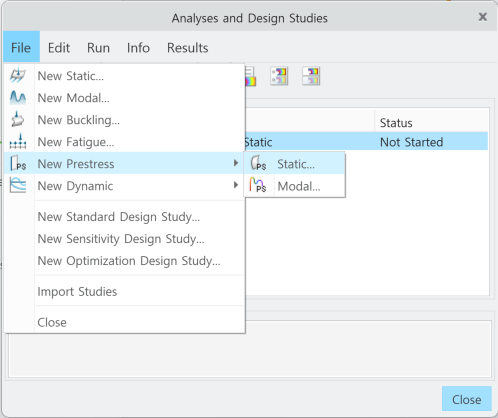 Analyses and Design Studies
File Edit Run Info Results
New Static...
New Modal...
New Buckling...
New Fatigue...
New Prestress
New Dynamic
New Standard Design Study...
New Sensitivity Design Study...
New Optimization Design Study...
Import Studies
Close
Static...
Modal...
Status
Static Not Started
Close